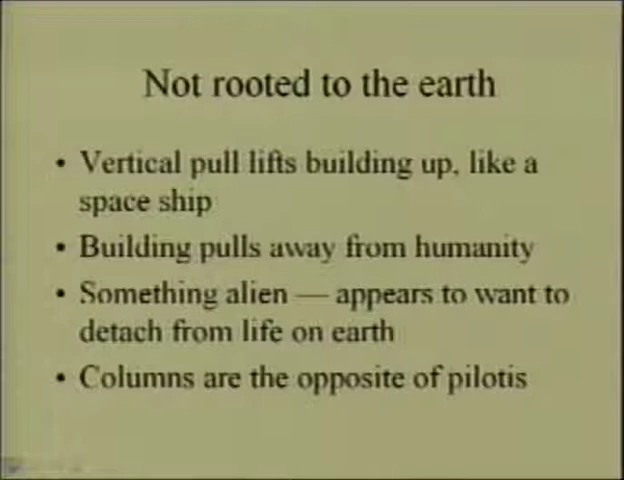 Not rooted to the earth
• Vertical pull lifts building up, like a
space ship
• Building pulls away from humanity
• Something alien — appears to want to
detach from life on earth
• Columns are the opposite of pilotis